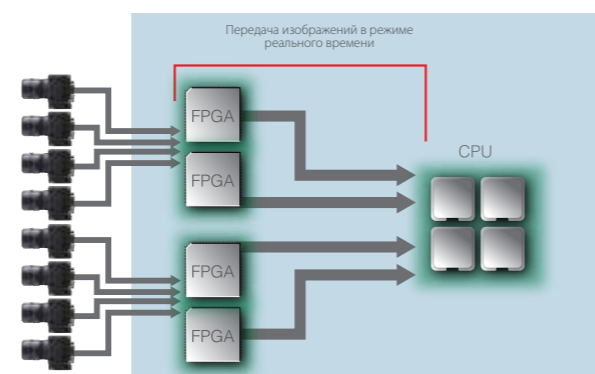 Передача изображений в режиме
реального времени
FPGA
CPU
FPGA
FPGA
FPGA